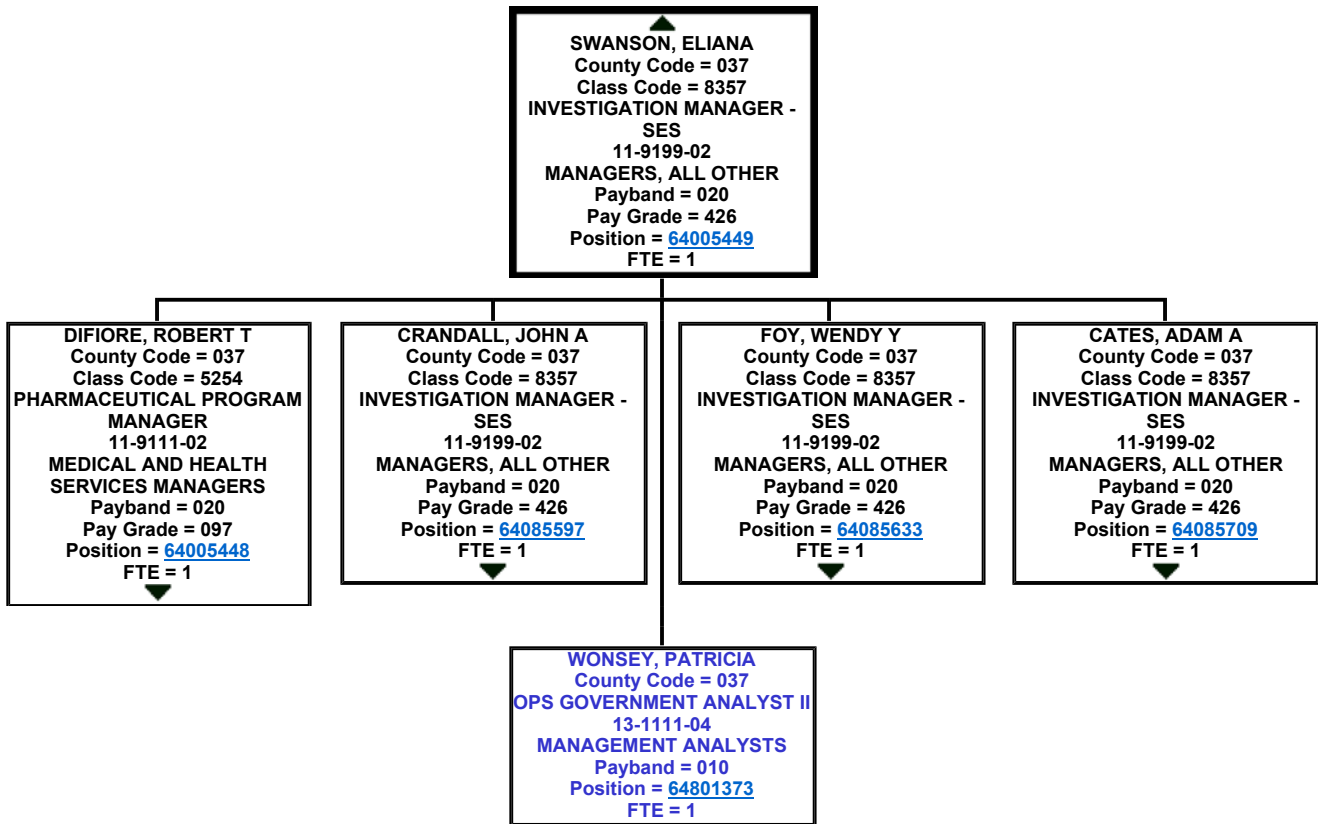 SWANSON, ELIANA
County Code = 037
Class Code = 8357
INVESTIGATION MANAGER -
SES
11-9199-02
MANAGERS, ALL OTHER
Payband = 020
Pay Grade = 426
Position = 64005449
FTE = 1
DIFIORE, ROBERT T
County Code = 037
Class Code = 5254
PHARMACEUTICAL PROGRAM
MANAGER
11-9111-02
MEDICAL AND HEALTH
SERVICES MANAGERS
Payband = 020
Pay Grade = 097
Position = 64005448
FTE = 1
CRANDALL, JOHN A
County Code = 037
Class Code = 8357
INVESTIGATION MANAGER -
SES
11-9199-02
MANAGERS, ALL OTHER
Payband = 020
Pay Grade = 426
Position = 64085597
FTE = 1
FOY, WENDY Y
County Code = 037
Class Code = 8357
INVESTIGATION MANAGER -
SES
11-9199-02
MANAGERS, ALL OTHER
Payband = 020
Pay Grade = 426
Position = 64085633
FTE = 1
CATES, ADAM A
County Code = 037
Class Code = 8357
INVESTIGATION MANAGER -
SES
11-9199-02
MANAGERS, ALL OTHER
Payband = 020
Pay Grade = 426
Position = 64085709
FTE = 1
WONSEY, PATRICIA
County Code = 037
OPS GOVERNMENT ANALYST II
13-1111-04
MANAGEMENT ANALYSTS
Payband = 010
Position = 64801373
FTE = 1